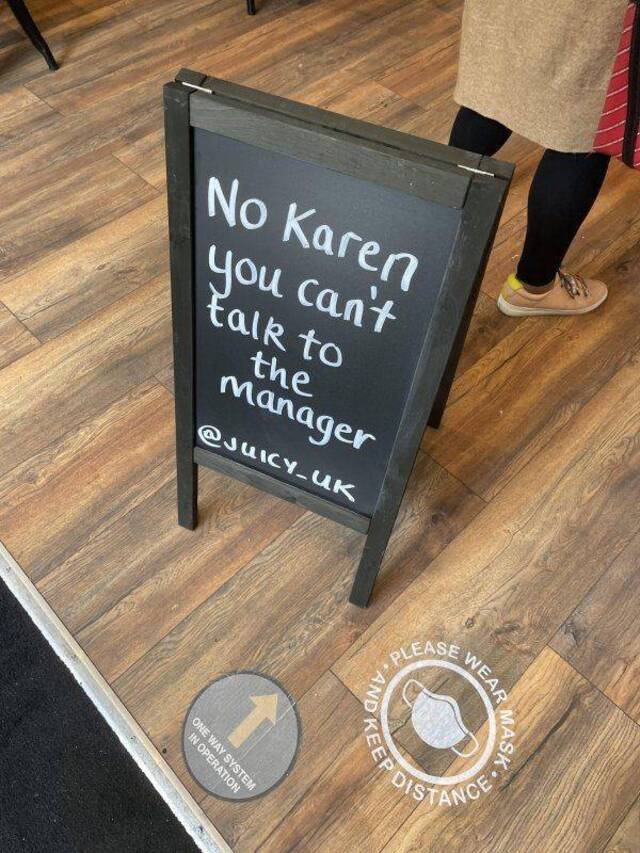 No Karen
you can't
talk to
the
manager
@JUICY_UK
ONE WAY SYSTEM
IN OPERATION
PLEASE WEAR MASK
AND KEEP DISTANCE